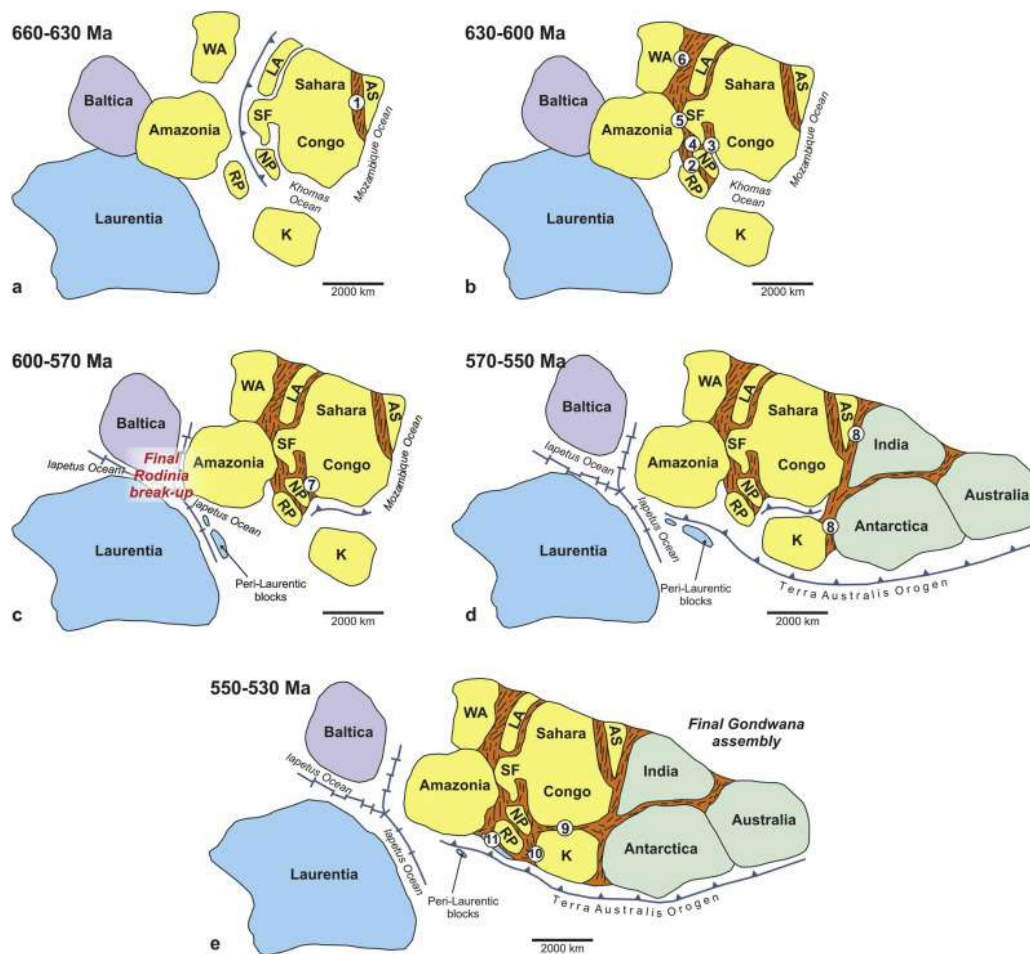 660-630 Ma
WA
LA
Sahara
AS
1
Baltica
Amazonia
SF
Congo
NP
RP
Khomas
Ocean
Mozambique Ocean
Laurentia
K
a
2000 km
630-600 Ma
WA
6
LA
Sahara
AS
Baltica
Amazonia
5
SF
4
3
Congo
2
NP
RP
Khomas
Ocean
Mozambique Ocean
Laurentia
K
b
2000 km
600-570 Ma
WA
LA
Sahara
AS
Baltica
Final
Rodinia
break-up
Iapetus Ocean
Amazonia
SF
Congo
NP
7
RP
Mozambique Ocean
Iapetus Ocean
Laurentia
K
Peri-Laurentic
blocks
c
2000 km
570-550 Ma
WA
LA
Sahara
AS
8
India
Baltica
Iapetus Ocean
Amazonia
SF
Congo
NP
RP
Australia
Iapetus Ocean
Laurentia
K
8
Antarctica
Peri-Laurentic
blocks
Terra Australis Orogen
d
2000 km
550-530 Ma
WA
LA
Sahara
AS
Final Gondwana
assembly
Baltica
Iapetus Ocean
Amazonia
SF
Congo
India
NP
RP
9
11
10
K
Australia
Antarctica
Iapetus Ocean
Laurentia
Peri-Laurentic
blocks
Terra Australis Orogen
e
2000 km